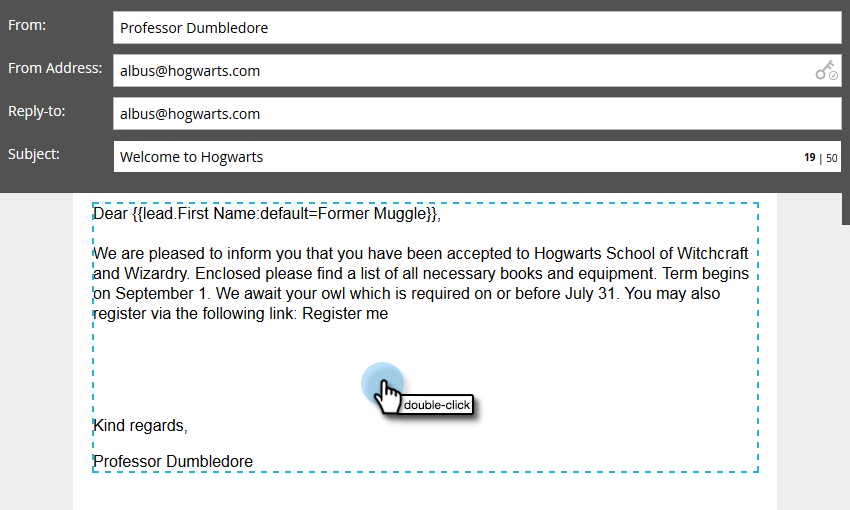 From: Professor Dumbledore
From Address: albus@hogwarts.com
Reply-to: albus@hogwarts.com
Subject: Welcome to Hogwarts 19 | 50
Dear {{lead.First Name:default=Former Muggle}},
We are pleased to inform you that you have been accepted to Hogwarts School of Witchcraft
and Wizardry. Enclosed please find a list of all necessary books and equipment. Term begins
on September 1. We await your owl which is required on or before July 31. You may also
register via the following link: Register me
double-click
Kind regards,
Professor Dumbledore